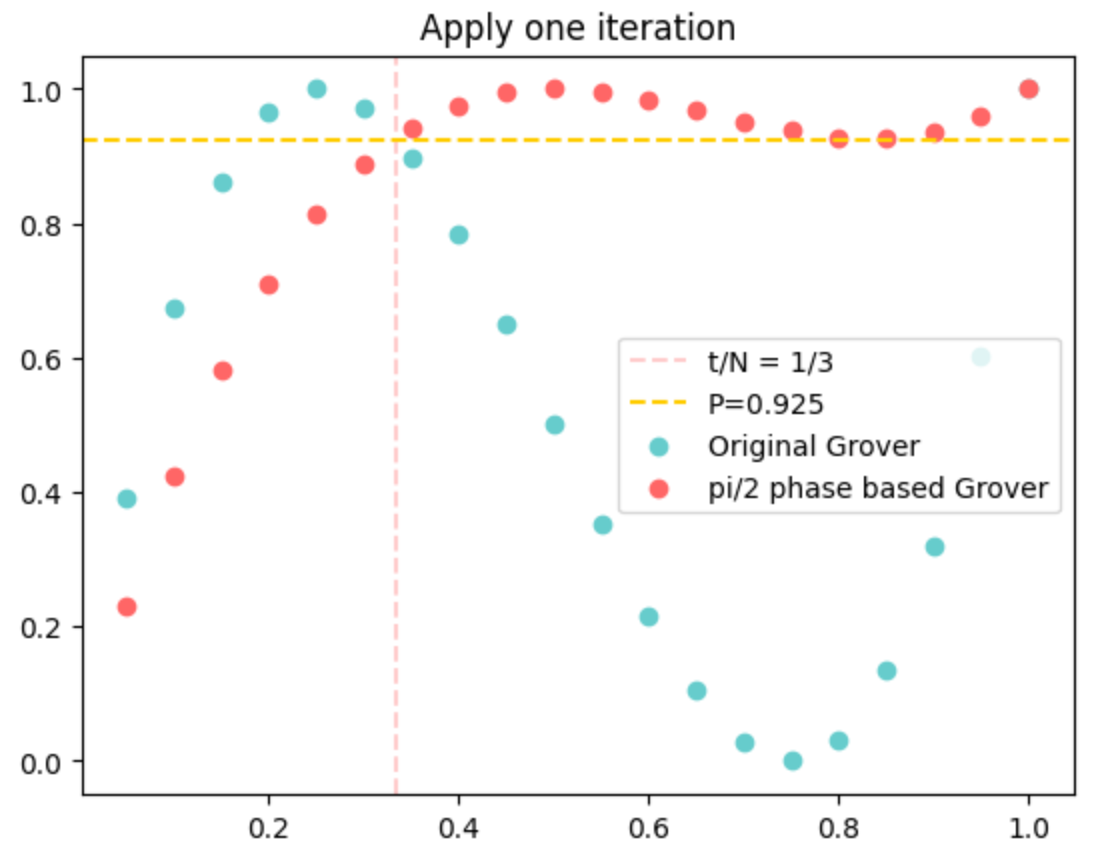 Apply one iteration
1.0
0.8
0.6
0.4
0.2
0.0
t/N = 1/3
P=0.925
Original Grover
pi/2 phase based Grover
0.2
0.4
0.6
0.8
1.0